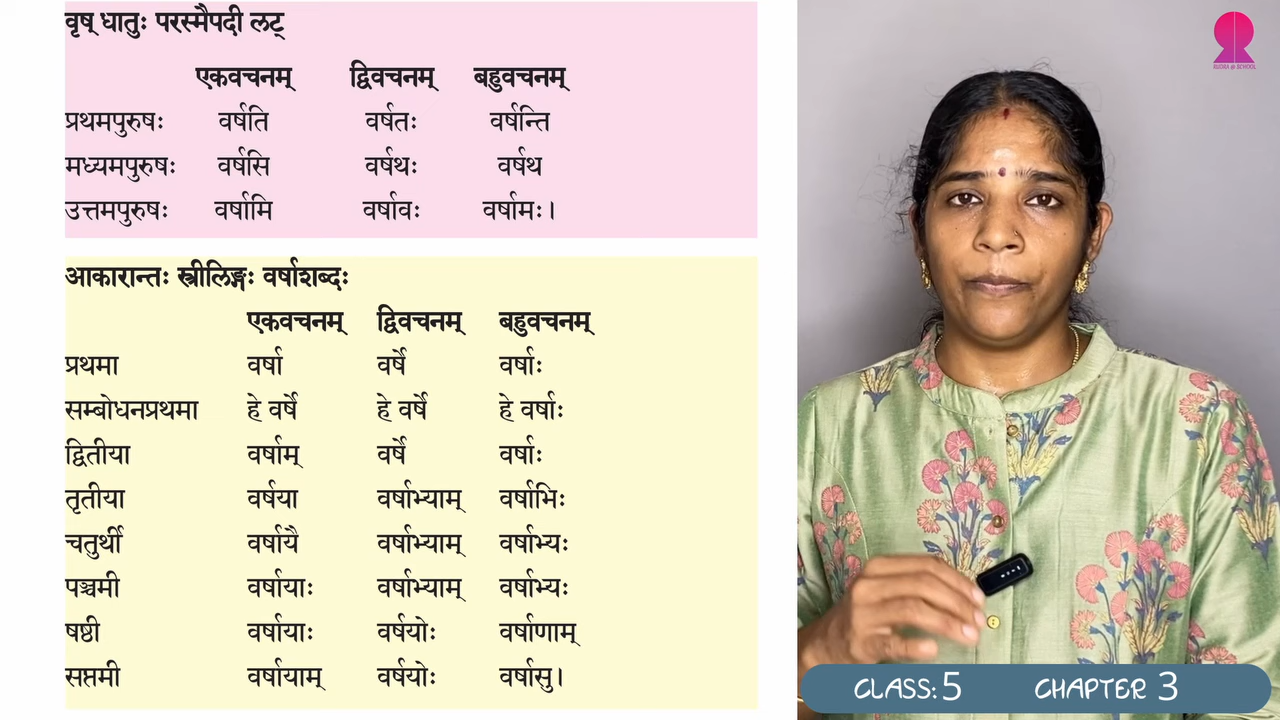 वृष् धातुः परस्मैपदी लट्
एकवचनम् द्विवचनम् बहुवचनम्
प्रथमपुरुषः वर्षति वर्षतः वर्षन्ति
मध्यमपुरुषः वर्षसि वर्षथः वर्षथ
उत्तमपुरुषः वर्षामि वर्षावः वर्षामः।
आकारान्तः स्त्रीलिङ्गः वर्षाशब्दः
एकवचनम् द्विवचनम् बहुवचनम्
प्रथमा वर्षा वर्षे वर्षाः
सम्बोधनप्रथमा हे वर्षे हे वर्षे हे वर्षाः
द्वितीया वर्षाम् वर्षे वर्षाः
तृतीया वर्षया वर्षाभ्याम् वर्षाभिः
चतुर्थी वर्षायै वर्षाभ्याम् वर्षाभ्यः
पञ्चमी वर्षायाः वर्षाभ्याम् वर्षाभ्यः
षष्ठी वर्षायाः वर्षयोः वर्षाणाम्
सप्तमी वर्षायाम् वर्षयोः वर्षासु।
CLASS: 5 CHAPTER 3